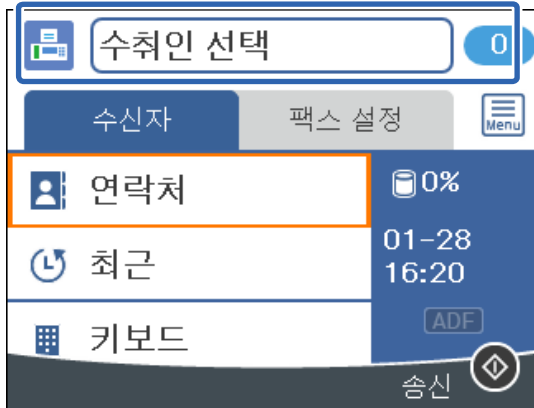 수취인 선택
0
수신자
팩스 설정
Menu
연락처
0%
최근
01-28
16:20
키보드
ADF
송신